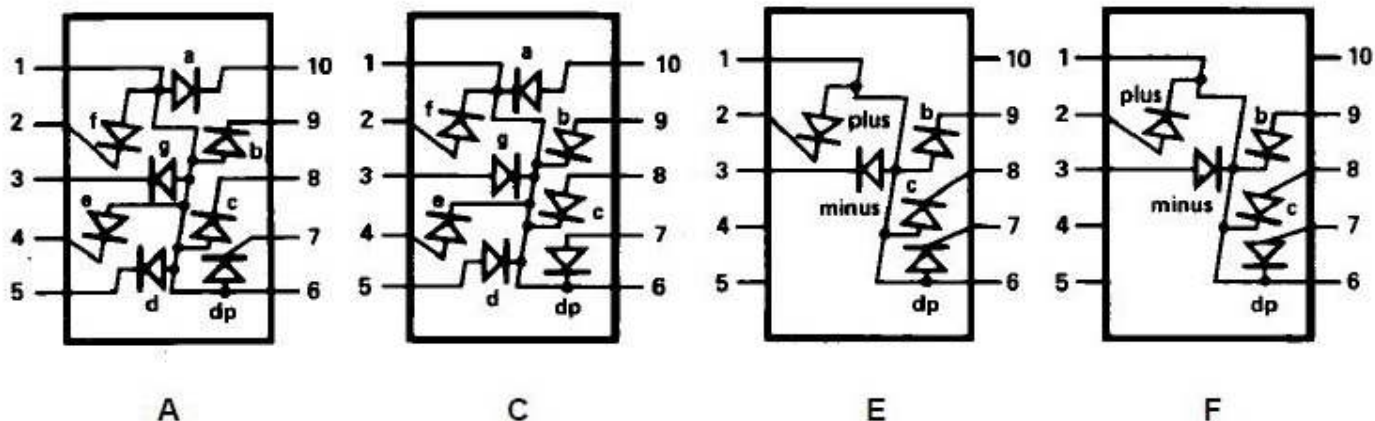 1 a 10
2 f 9
g b
3 8
e c
4 7
5 6
d dp
A
1 a 10
2 f b 9
g
3 8
e c
4 7
5 6
d dp
C
1 10
2 plus b 9
3 8
minus c
4 7
5 6
dp
E
1 10
plus
2 b 9
3 8
minus c
4 7
5 6
dp
F